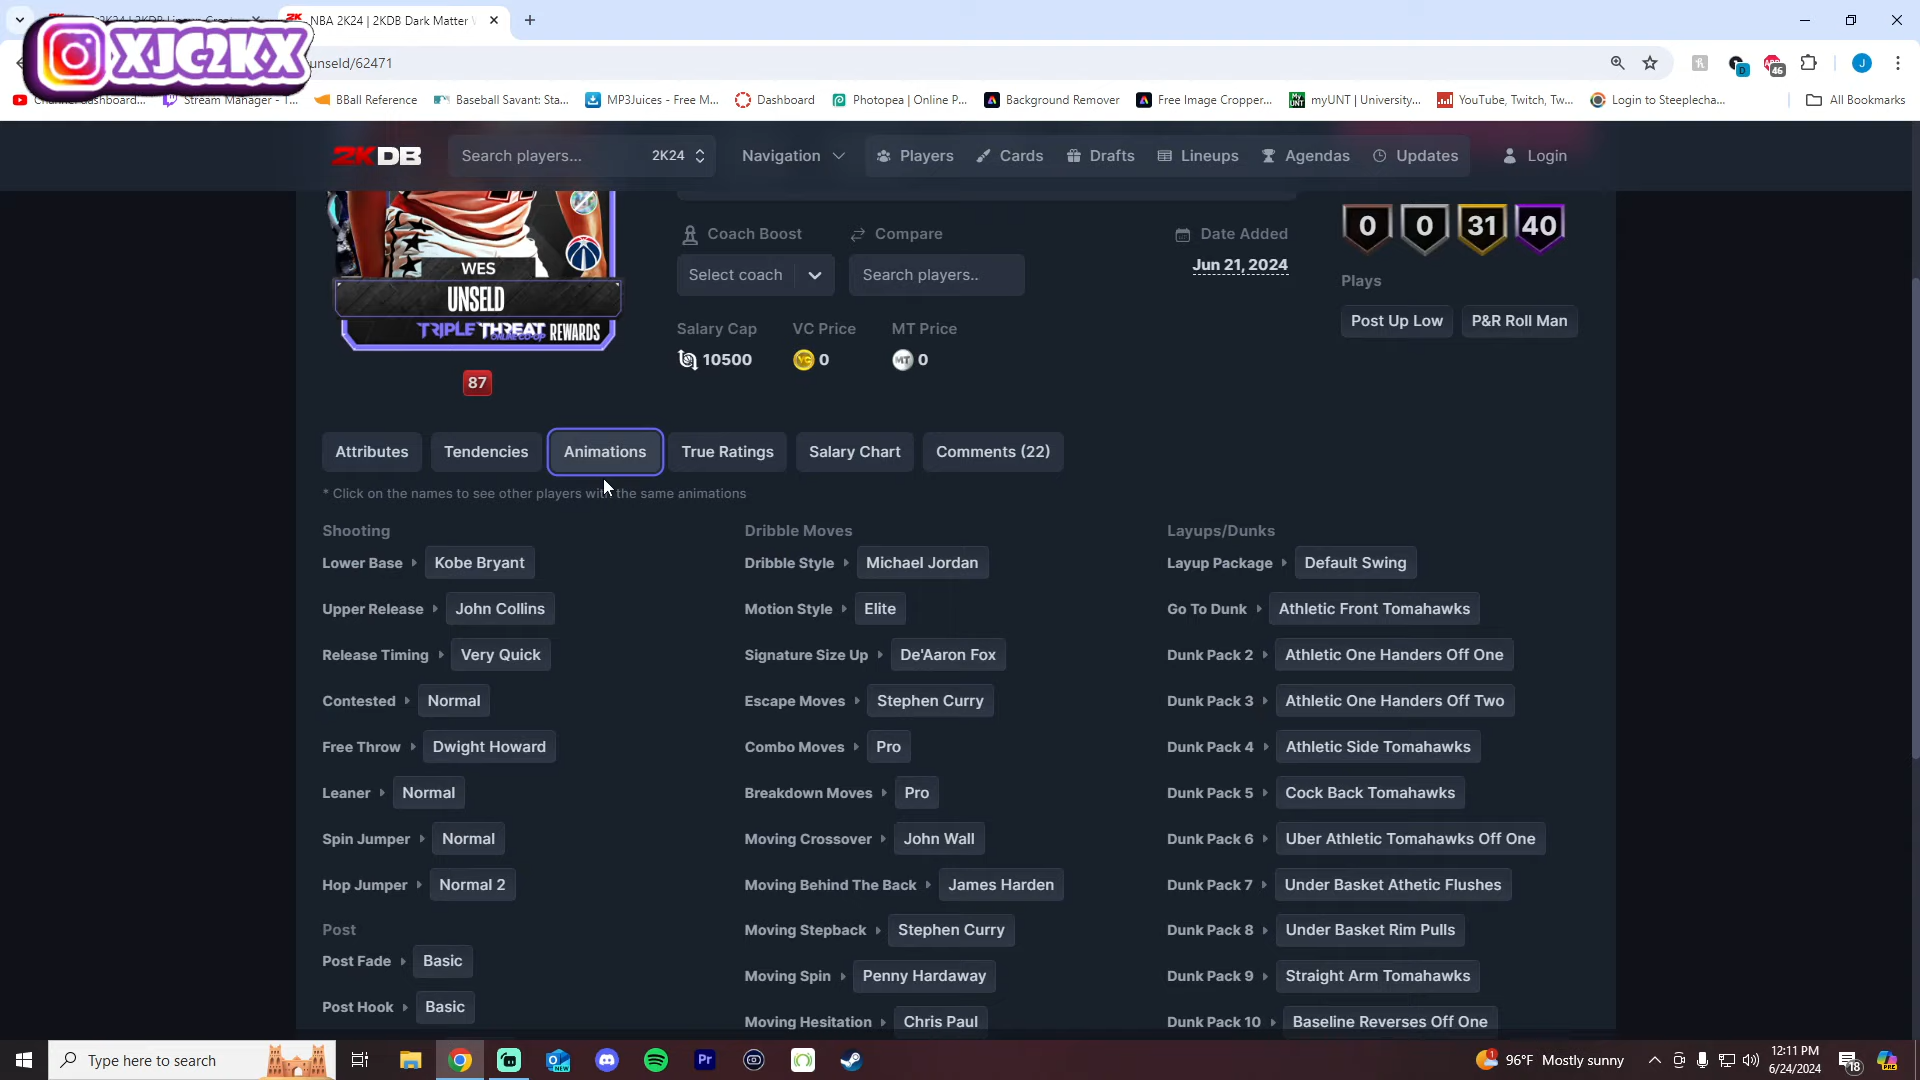 NBA 2K24 | 2KDB Dark Matter
XJC2KX
unseld/62471
46
Channel dashboard...
Stream Manager - T...
BBall Reference
Baseball Savant: Sta...
MP3Juices - Free M...
Dashboard
Photopea | Online P...
Background Remover
Free Image Cropper...
myUNT | University...
YouTube, Twitch, Tw...
Login to Steeplecha...
All Bookmarks
2KDB
Search players...
2K24
Navigation
Players
Cards
Drafts
Lineups
Agendas
Updates
Login
WES
UNSELD
TRIPLE THREAT ONLINE CO-OP REWARDS
87
Coach Boost
Compare
Select coach
Search players..
Date Added
Jun 21, 2024
Salary Cap
VC Price
MT Price
10500
VC 0
MT 0
0 0 31 40
Plays
Post Up Low
P&R Roll Man
Attributes
Tendencies
Animations
True Ratings
Salary Chart
Comments (22)
* Click on the names to see other players with the same animations
Shooting
Lower Base Kobe Bryant
Upper Release John Collins
Release Timing Very Quick
Contested Normal
Free Throw Dwight Howard
Leaner Normal
Spin Jumper Normal
Hop Jumper Normal 2
Post
Post Fade Basic
Post Hook Basic
Dribble Moves
Dribble Style Michael Jordan
Motion Style Elite
Signature Size Up De'Aaron Fox
Escape Moves Stephen Curry
Combo Moves Pro
Breakdown Moves Pro
Moving Crossover John Wall
Moving Behind The Back James Harden
Moving Stepback Stephen Curry
Moving Spin Penny Hardaway
Moving Hesitation Chris Paul
Layups/Dunks
Layup Package Default Swing
Go To Dunk Athletic Front Tomahawks
Dunk Pack 2 Athletic One Handers Off One
Dunk Pack 3 Athletic One Handers Off Two
Dunk Pack 4 Athletic Side Tomahawks
Dunk Pack 5 Cock Back Tomahawks
Dunk Pack 6 Uber Athletic Tomahawks Off One
Dunk Pack 7 Under Basket Athetic Flushes
Dunk Pack 8 Under Basket Rim Pulls
Dunk Pack 9 Straight Arm Tomahawks
Dunk Pack 10 Baseline Reverses Off One
Type here to search
96°F Mostly sunny
12:11 PM
6/24/2024
18